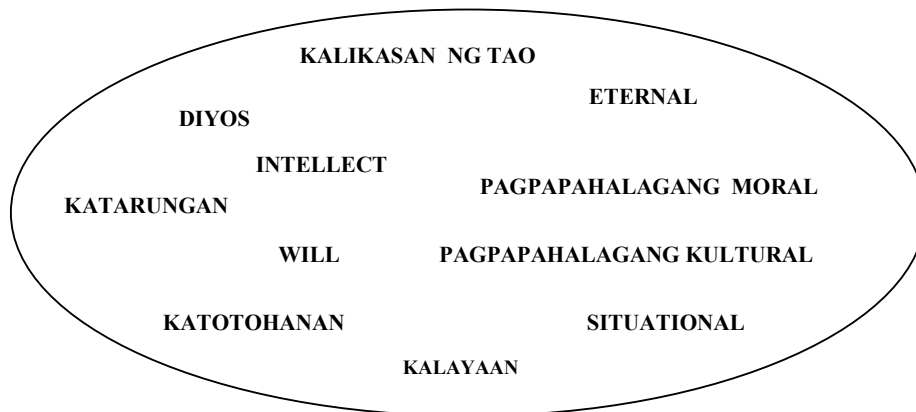 KALIKASAN NG TAO
ETERNAL
DIYOS
INTELLECT
PAGPAPAHALAGANG MORAL
KATARUNGAN
WILL
PAGPAPAHALAGANG KULTURAL
KATOTOHANAN
SITUATIONAL
KALAYAAN